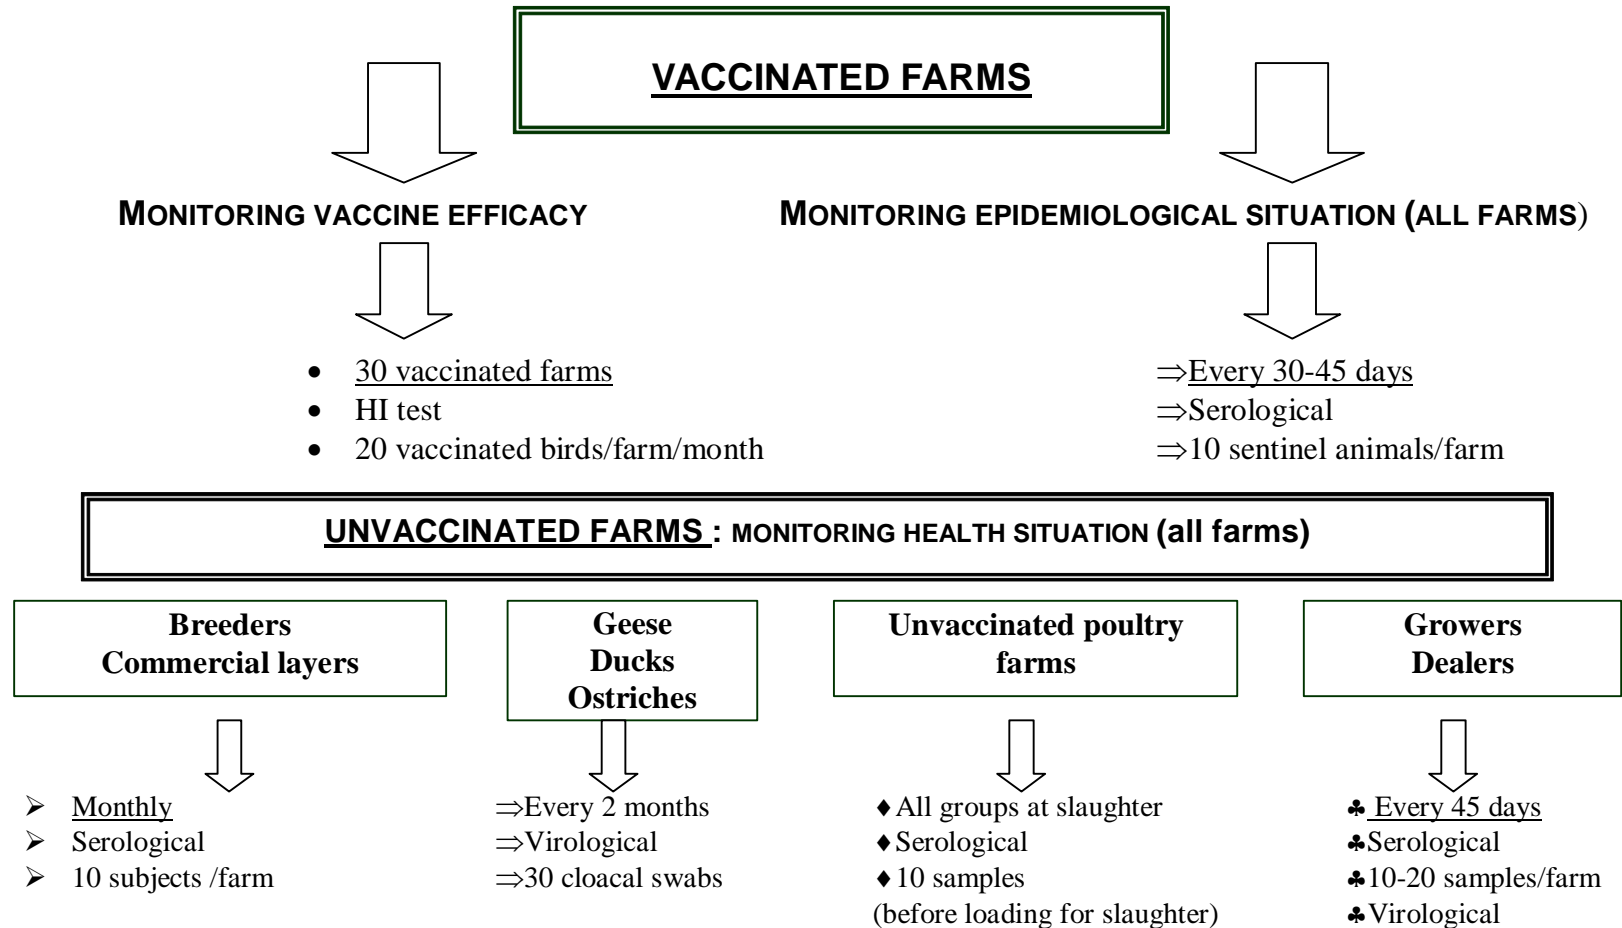 VACCINATED FARMS
MONITORING VACCINE EFFICACY
• 30 vaccinated farms
• HI test
• 20 vaccinated birds/farm/month
MONITORING EPIDEMIOLOGICAL SITUATION (ALL FARMS)
⇒Every 30-45 days
⇒Serological
⇒10 sentinel animals/farm
UNVACCINATED FARMS : MONITORING HEALTH SITUATION (all farms)
Breeders
Commercial layers
➢ Monthly
➢ Serological
➢ 10 subjects /farm
Geese
Ducks
Ostriches
⇒Every 2 months
⇒Virological
⇒30 cloacal swabs
Unvaccinated poultry
farms
♦All groups at slaughter
♦Serological
♦10 samples
(before loading for slaughter)
Growers
Dealers
♣ Every 45 days
♣Serological
♣10-20 samples/farm
♣Virological